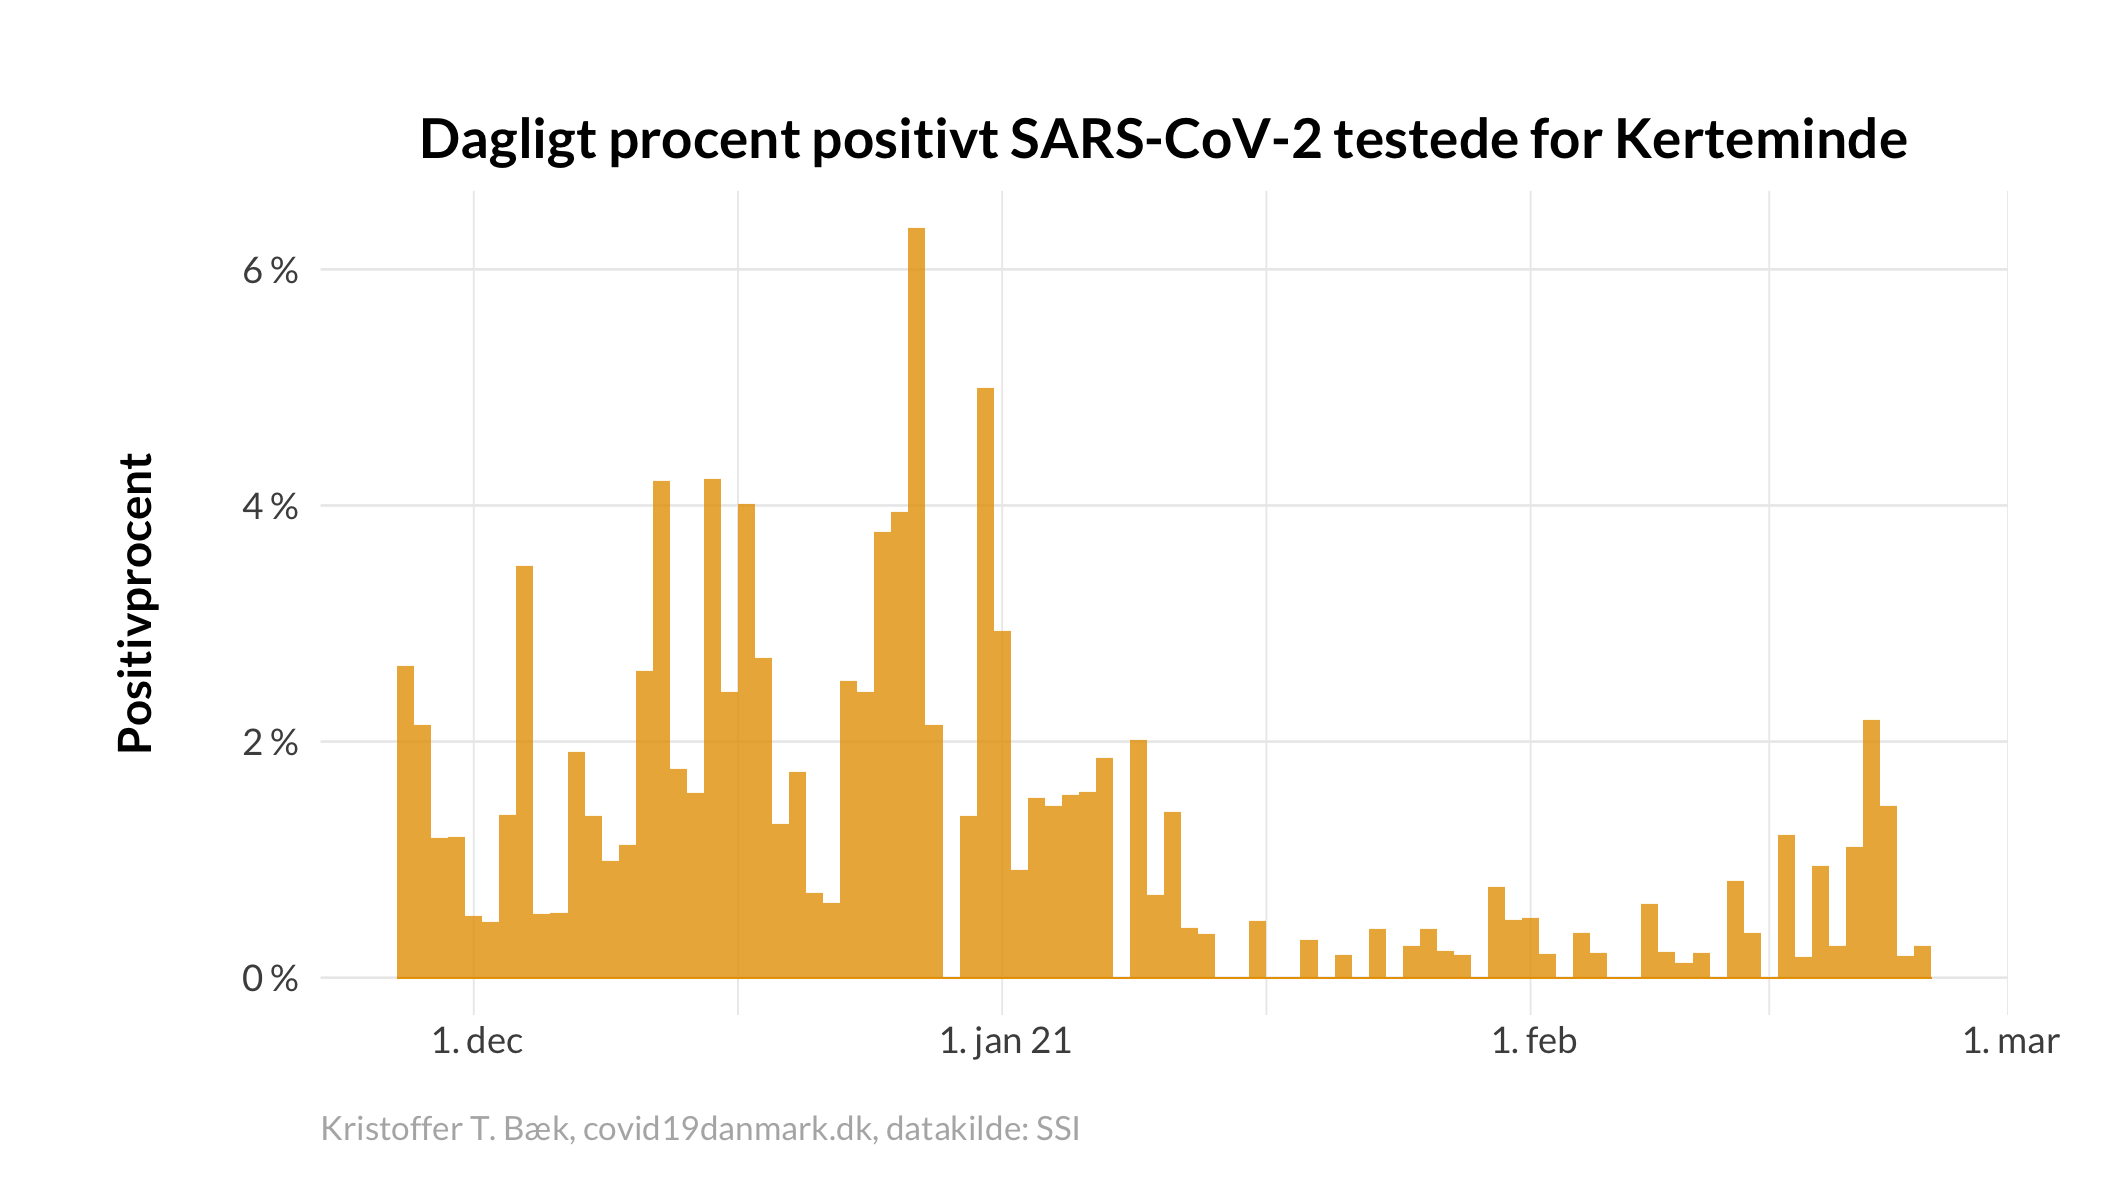 Dagligt procent positivt SARS-CoV-2 testede for Kerteminde
Positivprocent
6 %
4 %
2 %
0 %
1. dec
1. jan 21
1. feb
1. mar
Kristoffer T. Bæk, covid19danmark.dk, datakilde: SSI